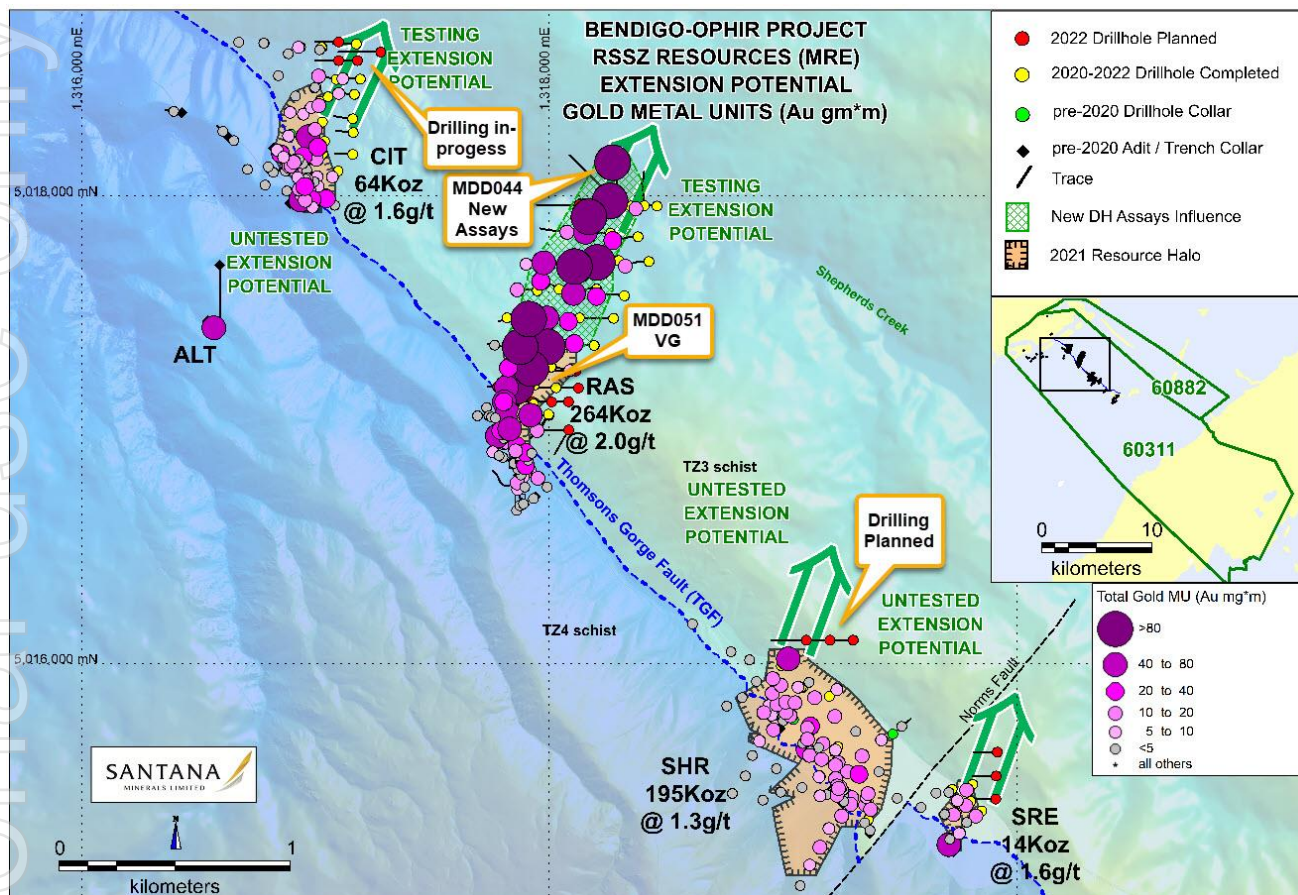 BENDIGO-OPHIR PROJECT
RSSZ RESOURCES (MRE)
EXTENSION POTENTIAL
GOLD METAL UNITS (Au gm*m)
1,316,000 mE
1,318,000 mE
5,018,000 mN
5,016,000 mN
TESTING
EXTENSION
POTENTIAL
Drilling in-
progess
CIT
64Koz
@ 1.6g/t
MDD044
New
Assays
TESTING
EXTENSION
POTENTIAL
UNTESTED
EXTENSION
POTENTIAL
ALT
Shepherds Creek
MDD051
VG
RAS
264Koz
@ 2.0g/t
Thomsons Gorge Fault (TGF)
TZ3 schist
UNTESTED
EXTENSION
POTENTIAL
Drilling
Planned
TZ4 schist
UNTESTED
EXTENSION
POTENTIAL
Norms Fault
SHR
195Koz
@ 1.3g/t
SRE
14Koz
@ 1.6g/t
SANTANA
MINERALS LIMITED
N
0 1
kilometers
2022 Drillhole Planned
2020-2022 Drillhole Completed
pre-2020 Drillhole Collar
pre-2020 Adit / Trench Collar
Trace
New DH Assays Influence
2021 Resource Halo
60882
60311
0 10
kilometers
Total Gold MU (Au mg*m)
>80
40 to 80
20 to 40
10 to 20
5 to 10
<5
all others